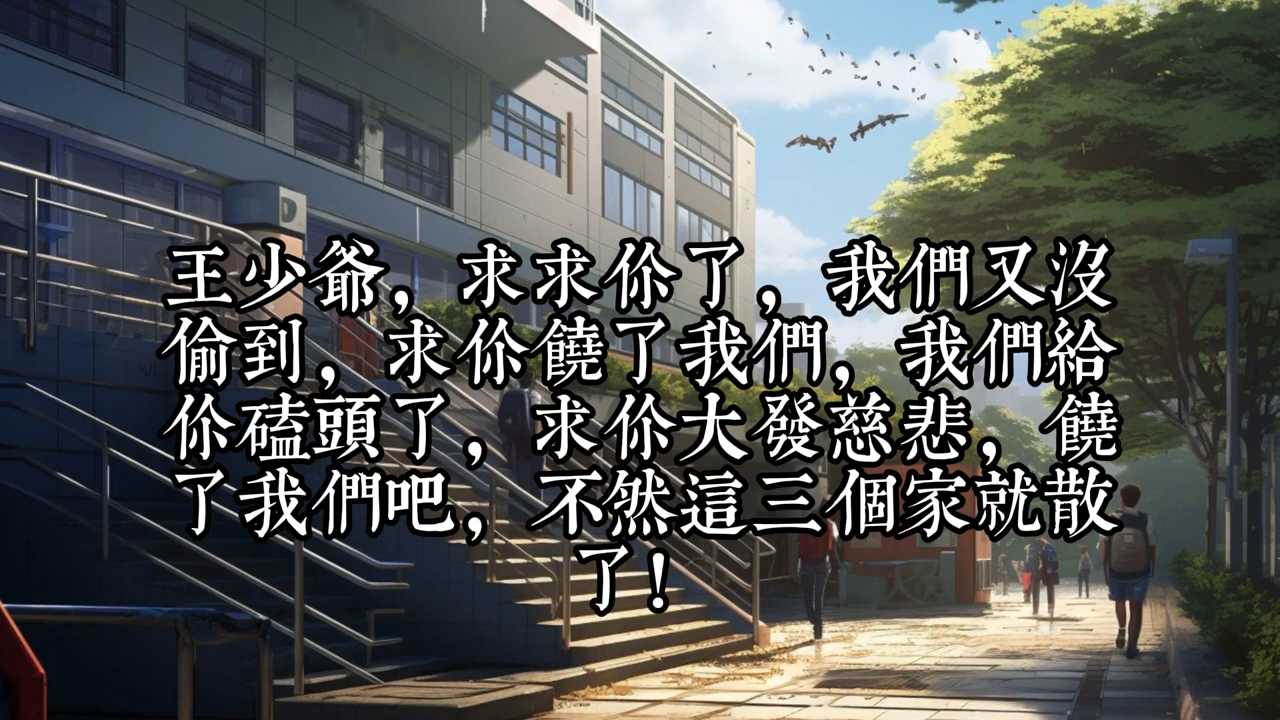 王少爺，求求你了，我們又沒
偷到，求你饒了我們，我們給
你磕頭了，求你大發慈悲，饒
了我們吧，不然這三個家就散
了！